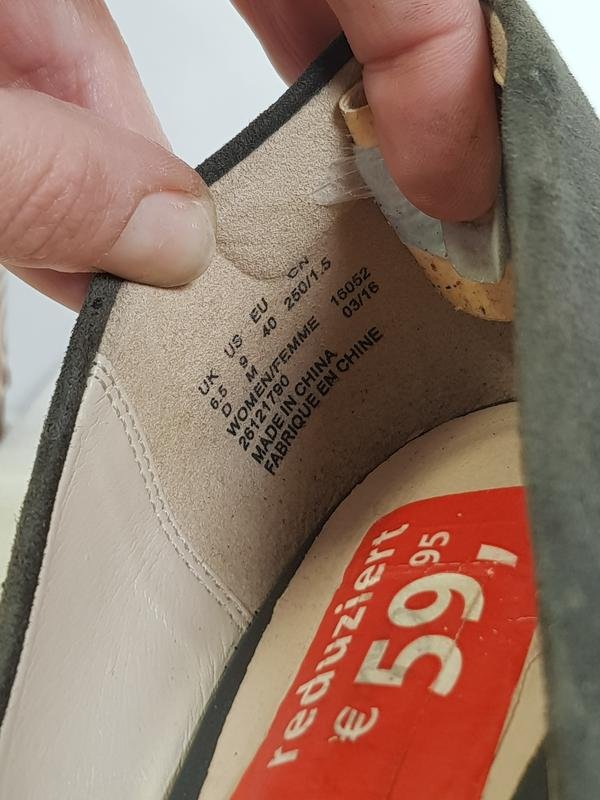 UK US EU CN
6.5 9 40 250/1.5
D M
WOMEN/FEMME 16052
26121790 03/16
MADE IN CHINA
FABRIQUE EN CHINE
reduziert
€ 59,95